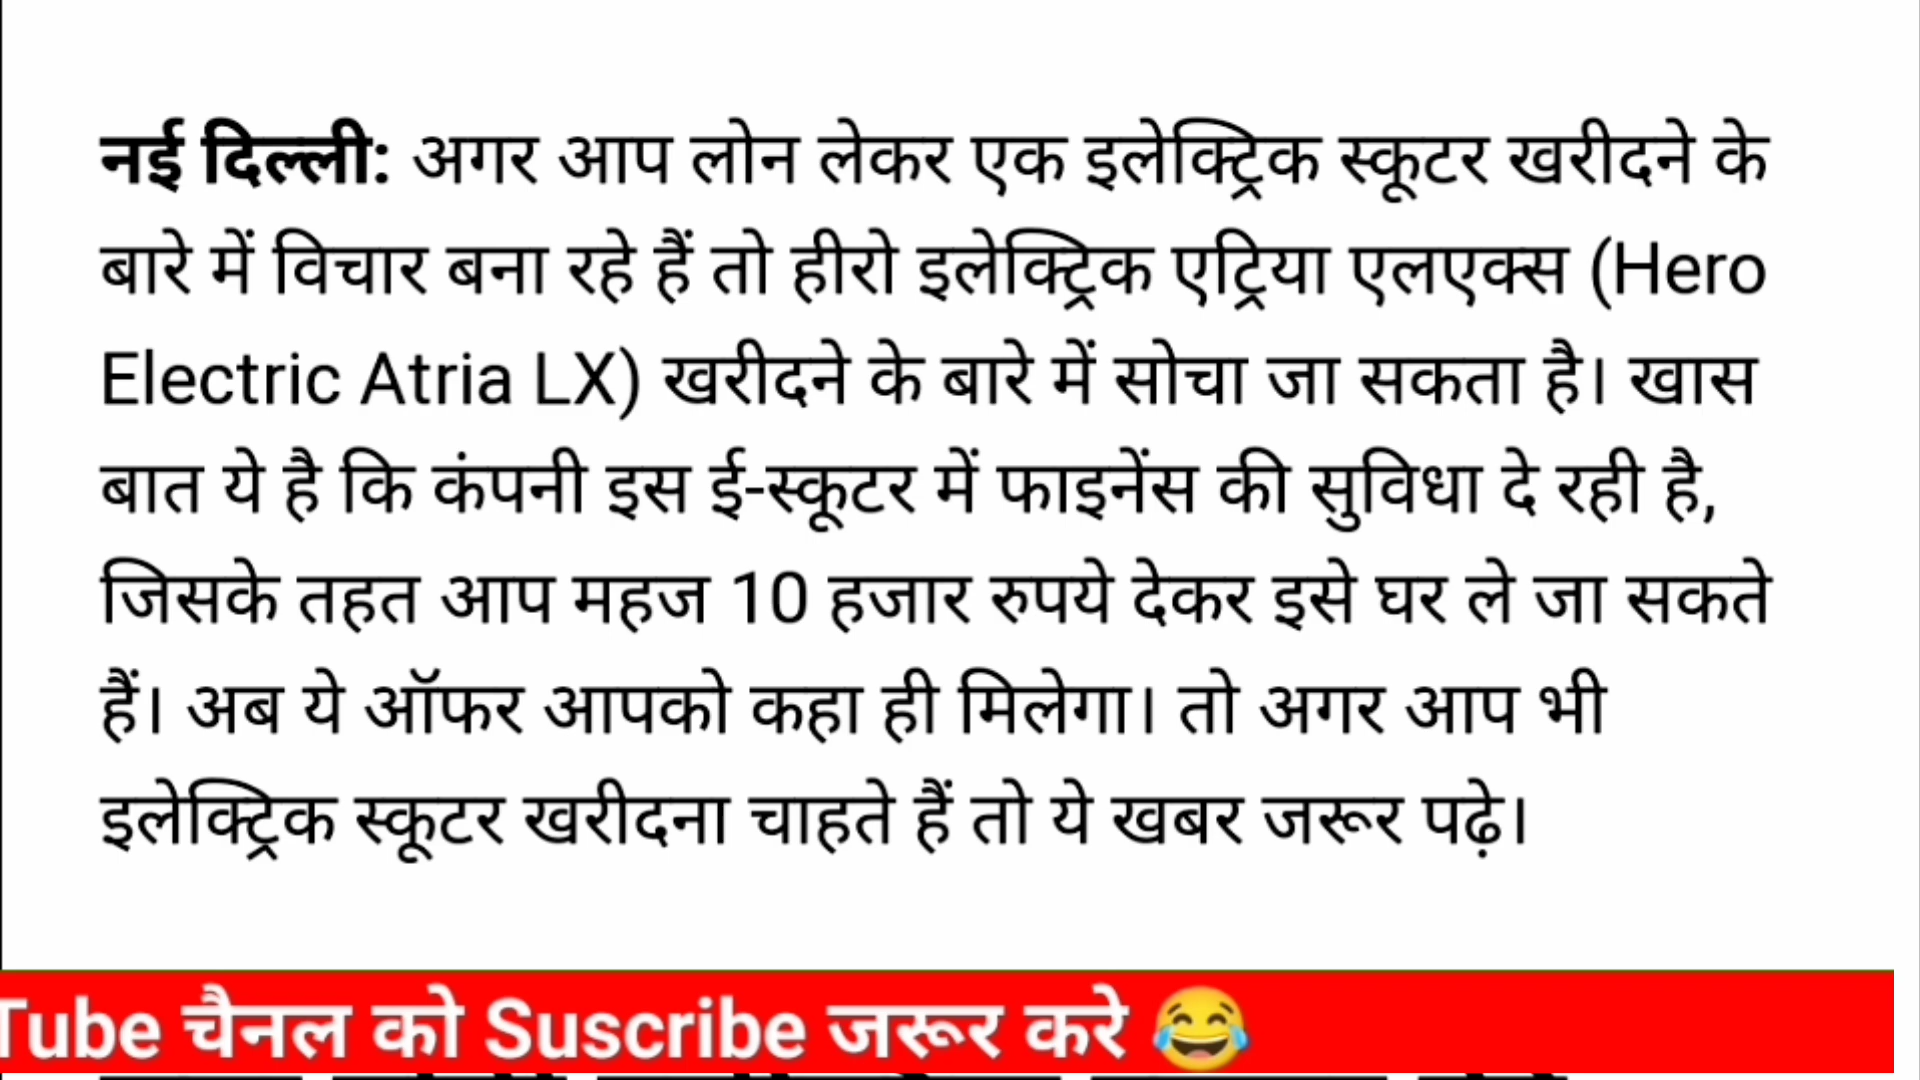 नई दिल्ली: अगर आप लोन लेकर एक इलेक्ट्रिक स्कूटर खरीदने के
बारे में विचार बना रहे हैं तो हीरो इलेक्ट्रिक एट्रिया एलएक्स (Hero
Electric Atria LX) खरीदने के बारे में सोचा जा सकता है। खास
बात ये है कि कंपनी इस ई-स्कूटर में फाइनेंस की सुविधा दे रही है,
जिसके तहत आप महज 10 हजार रुपये देकर इसे घर ले जा सकते
हैं। अब ये ऑफर आपको कहा ही मिलेगा। तो अगर आप भी
इलेक्ट्रिक स्कूटर खरीदना चाहते हैं तो ये खबर जरूर पढ़े।
Tube चैनल को Suscribe जरूर करे 😂